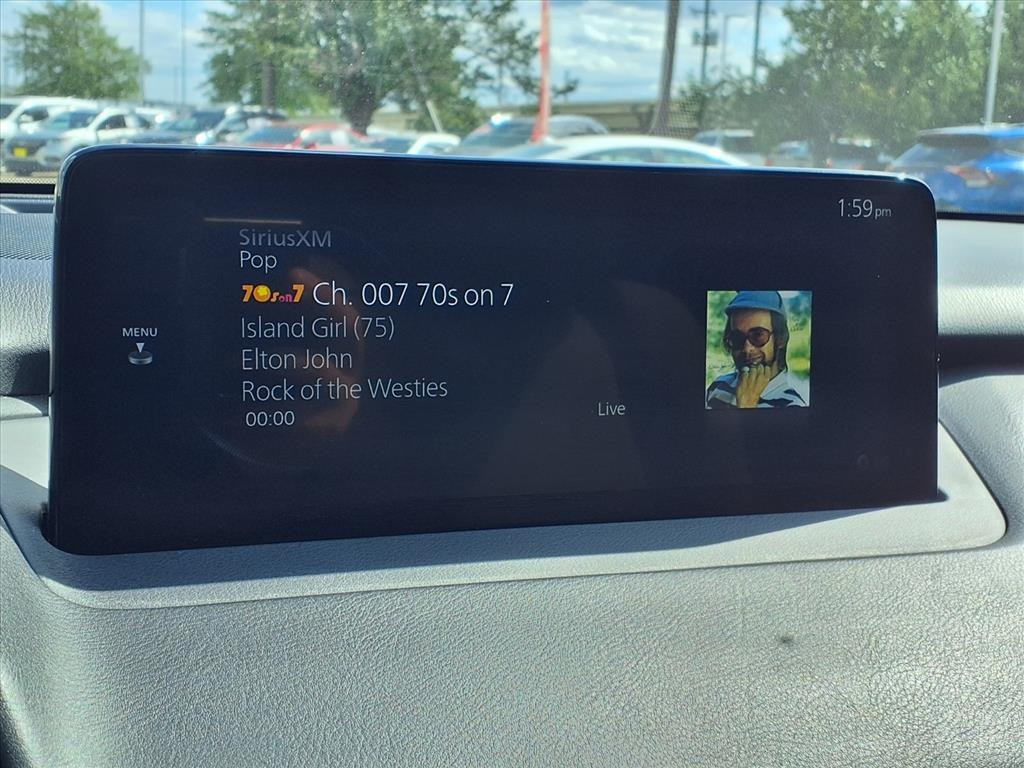 1:59pm
SiriusXM
Pop
70s on 7 Ch. 007 70s on 7
Island Girl (75)
MENU
Elton John
Rock of the Westies
00:00
Live